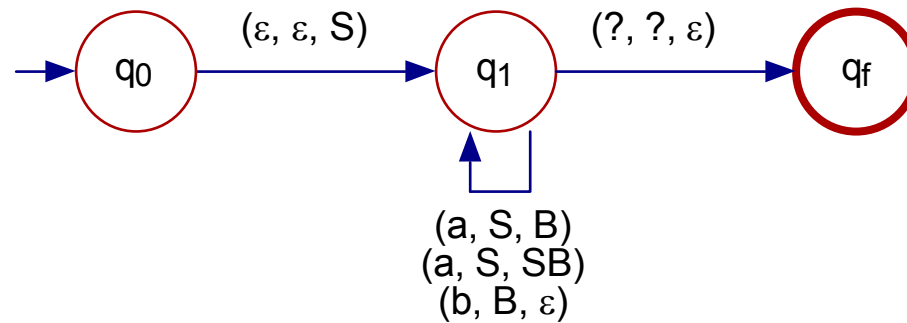 (ε, ε, S)
(?, ?, ε)
q0
q1
qf
(a, S, B)
(a, S, SB)
(b, B, ε)